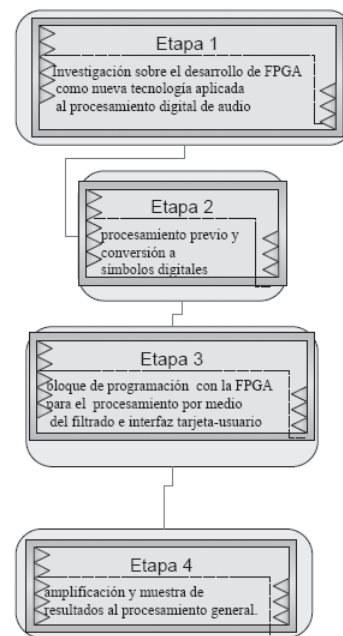 Etapa 1
Investigación sobre el desarrollo de FPGA
como nueva tecnología aplicada
al procesamiento digital de audio
Etapa 2
procesamiento previo y
conversión a
símbolos digitales
Etapa 3
bloque de programación con la FPGA
para el procesamiento por medio
del filtrado e interfaz tarjeta-usuario
Etapa 4
amplificación y muestra de
resultados al procesamiento general.